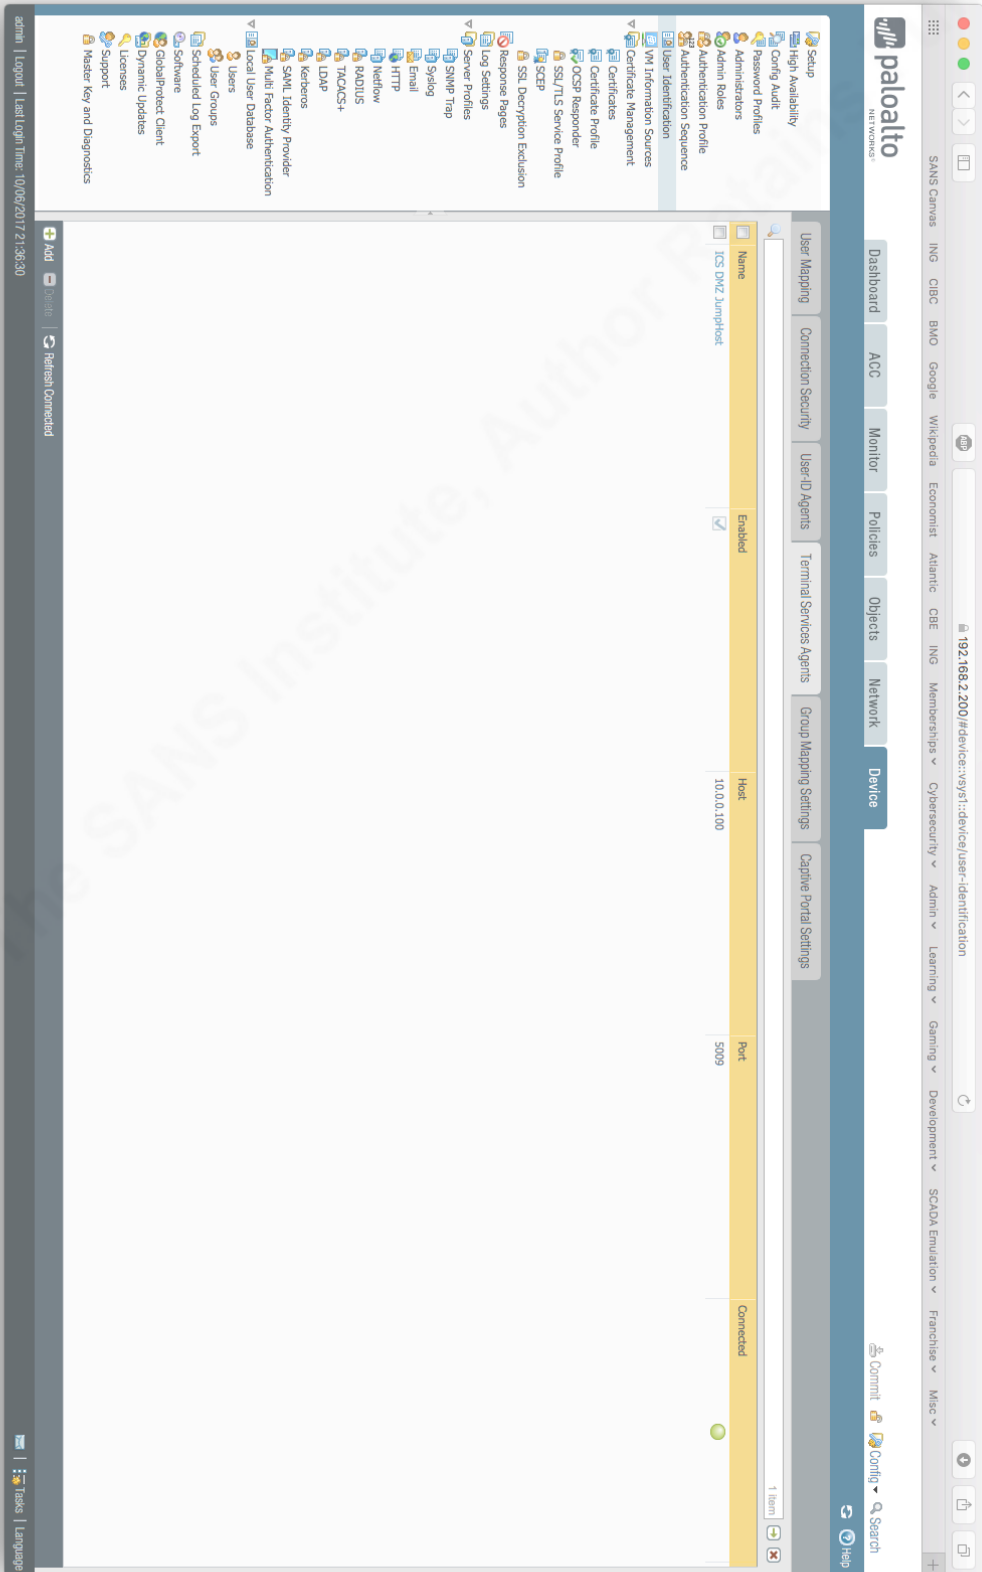 192.168.2.200/#device::vsys1::device/user-identification
SANS Canvas ING CIBC BMO Google Wikipedia Economist Atlantic CBE ING Memberships Cybersecurity Admin Learning Gaming Development SCADA Emulation Franchise Misc
paloalto
NETWORKS
Dashboard ACC Monitor Policies Objects Network Device
Commit Config Search
Help
Setup
High Availability
Config Audit
Password Profiles
Administrators
Admin Roles
Authentication Profile
Authentication Sequence
User Identification
VM Information Sources
Certificate Management
Certificates
Certificate Profile
OCSP Responder
SSL/TLS Service Profile
SCEP
SSL Decryption Exclusion
Response Pages
Log Settings
Server Profiles
SNMP Trap
Syslog
Email
HTTP
Netflow
RADIUS
TACACS+
LDAP
Kerberos
SAML Identity Provider
Multi Factor Authentication
Local User Database
Users
User Groups
Scheduled Log Export
Software
GlobalProtect Client
Dynamic Updates
Licenses
Support
Master Key and Diagnostics
User Mapping Connection Security User-ID Agents Terminal Services Agents Group Mapping Settings Captive Portal Settings
1 item
Name Enabled Host Port Connected
ICS DMZ JumpHost 10.0.0.100 5009
Add Delete Refresh Connected
admin | Logout | Last Login Time: 10/06/2017 21:36:30
Tasks | Language
The SANS Institute, Author Reta